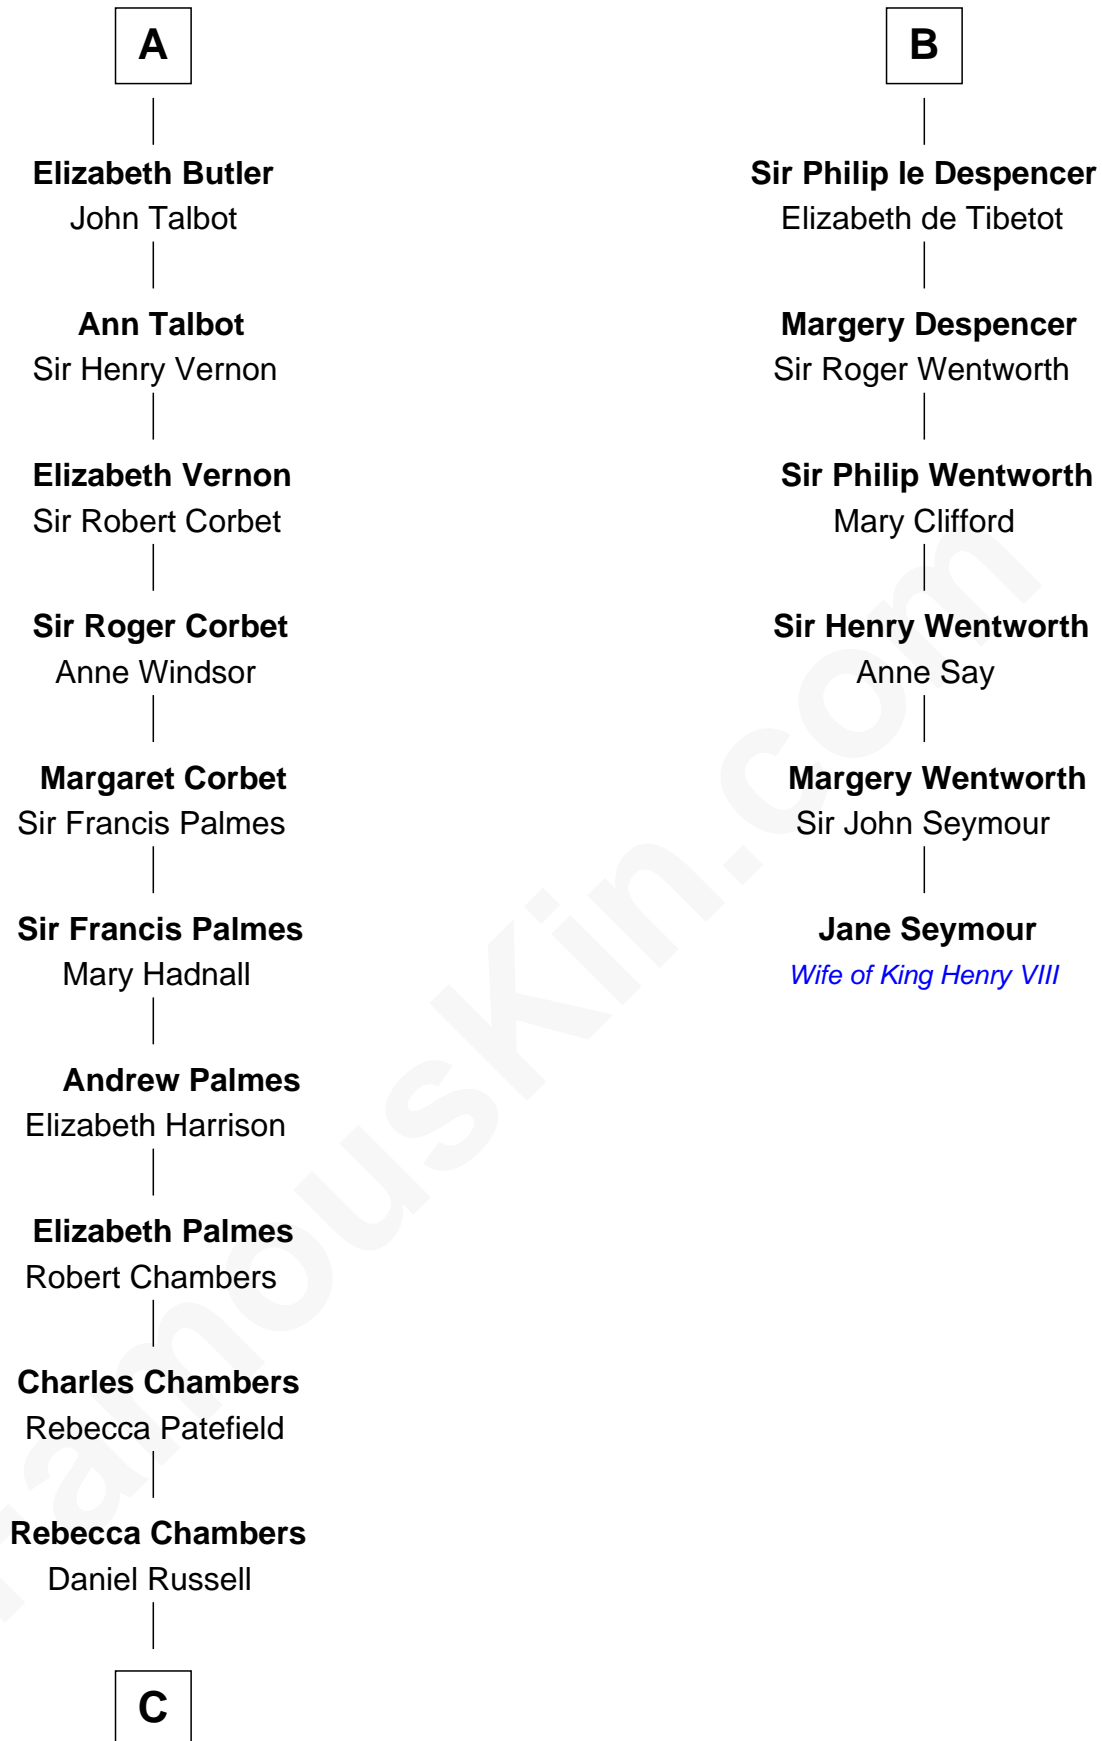 A
Elizabeth Butler
John Talbot
Ann Talbot
Sir Henry Vernon
Elizabeth Vernon
Sir Robert Corbet
Sir Roger Corbet
Anne Windsor
Margaret Corbet
Sir Francis Palmes
Sir Francis Palmes
Mary Hadnall
Andrew Palmes
Elizabeth Harrison
Elizabeth Palmes
Robert Chambers
Charles Chambers
Rebecca Patefield
Rebecca Chambers
Daniel Russell
C
B
Sir Philip le Despencer
Elizabeth de Tibetot
Margery Despencer
Sir Roger Wentworth
Sir Philip Wentworth
Mary Clifford
Sir Henry Wentworth
Anne Say
Margery Wentworth
Sir John Seymour
Jane Seymour
Wife of King Henry VIII
FamousKin.com